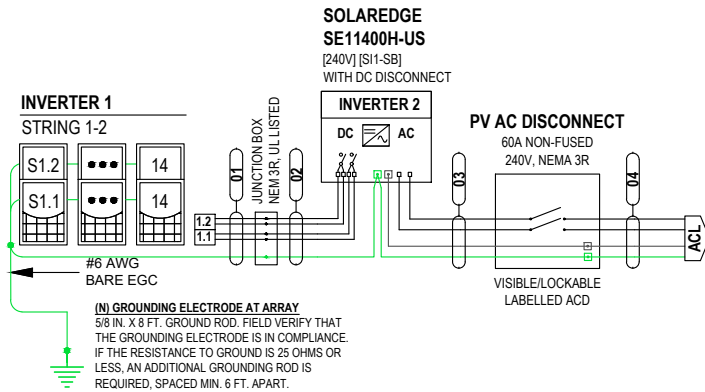 SOLAREDGE
SE11400H-US
[240V] [SI1-SB]
WITH DC DISCONNECT
INVERTER 1
STRING 1-2
S1.2
14
S1.1
14
#6 AWG
BARE EGC
01
JUNCTION BOX
NEM 3R, UL LISTED
02
1.2
1.1
INVERTER 2
DC
AC
PV AC DISCONNECT
60A NON-FUSED
240V, NEMA 3R
03
04
ACL
VISIBLE/LOCKABLE
LABELLED ACD
(N) GROUNDING ELECTRODE AT ARRAY
5/8 IN. X 8 FT. GROUND ROD. FIELD VERIFY THAT
THE GROUNDING ELECTRODE IS IN COMPLIANCE.
IF THE RESISTANCE TO GROUND IS 25 OHMS OR
LESS, AN ADDITIONAL GROUNDING ROD IS
REQUIRED, SPACED MIN. 6 FT. APART.